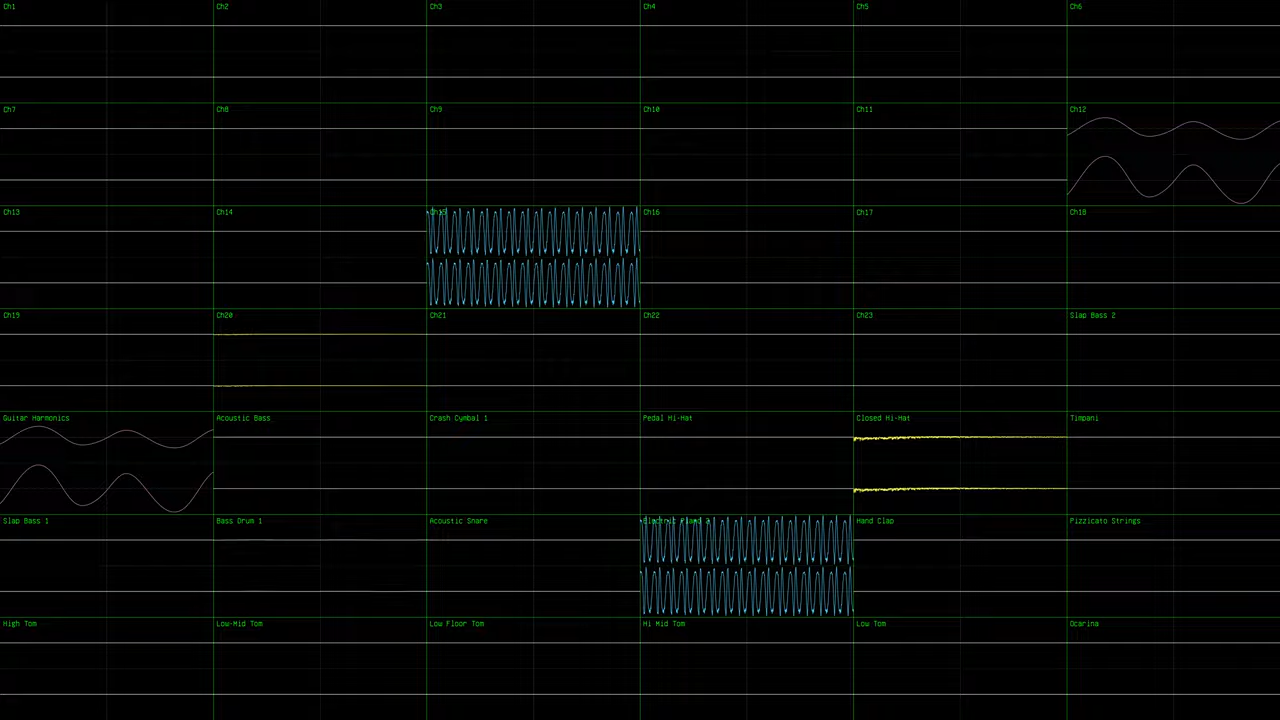 Ch1 Ch2 Ch3 Ch4 Ch5 Ch6
Ch7 Ch8 Ch9 Ch10 Ch11 Ch12
Ch13 Ch14 Ch15 Ch16 Ch17 Ch18
Ch19 Ch20 Ch21 Ch22 Ch23 Slap Bass 2
Guitar Harmonics Acoustic Bass Crash Cymbal 1 Pedal Hi-Hat Closed Hi-Hat Timpani
Slap Bass 1 Bass Drum 1 Acoustic Snare Electric Piano Hand Clap Pizzicato Strings
High Tom Low-Mid Tom Low Floor Tom Hi Mid Tom Low Tom Ocarina